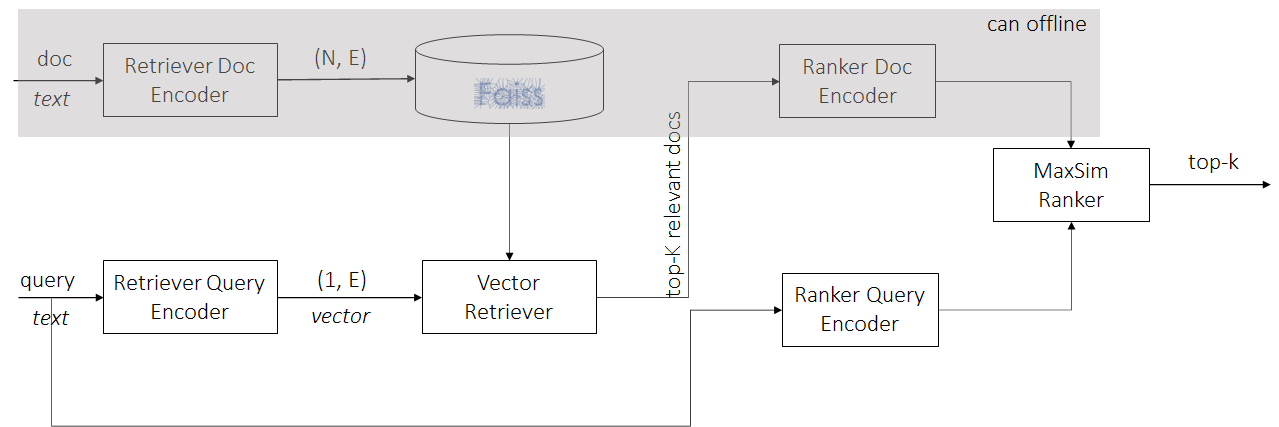 can offline
doc
text
Retriever Doc
Encoder
(N, E)
Faiss
Ranker Doc
Encoder
top-K relevant docs
MaxSim
Ranker
top-k
query
text
Retriever Query
Encoder
(1, E)
vector
Vector
Retriever
Ranker Query
Encoder